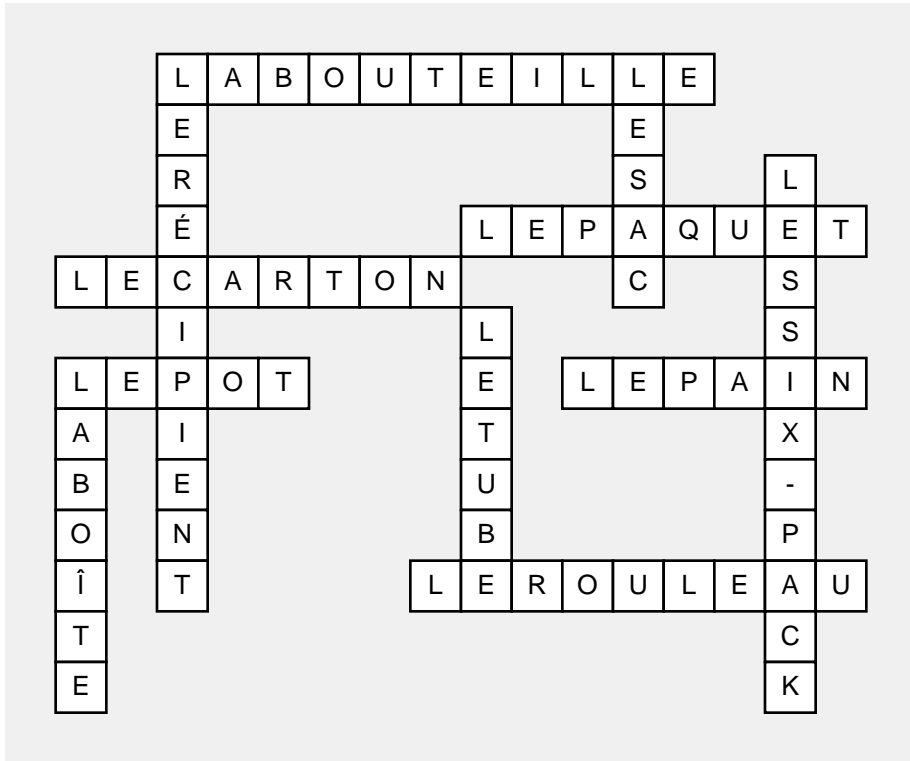 LABOUTEILLE
LERÉCIPIENT
LESAC
LESSIX-PACK
LEPAQUET
LECARTON
LETUBE
LEPOT
LABOÎTE
LEPAIN
LEROULEAU